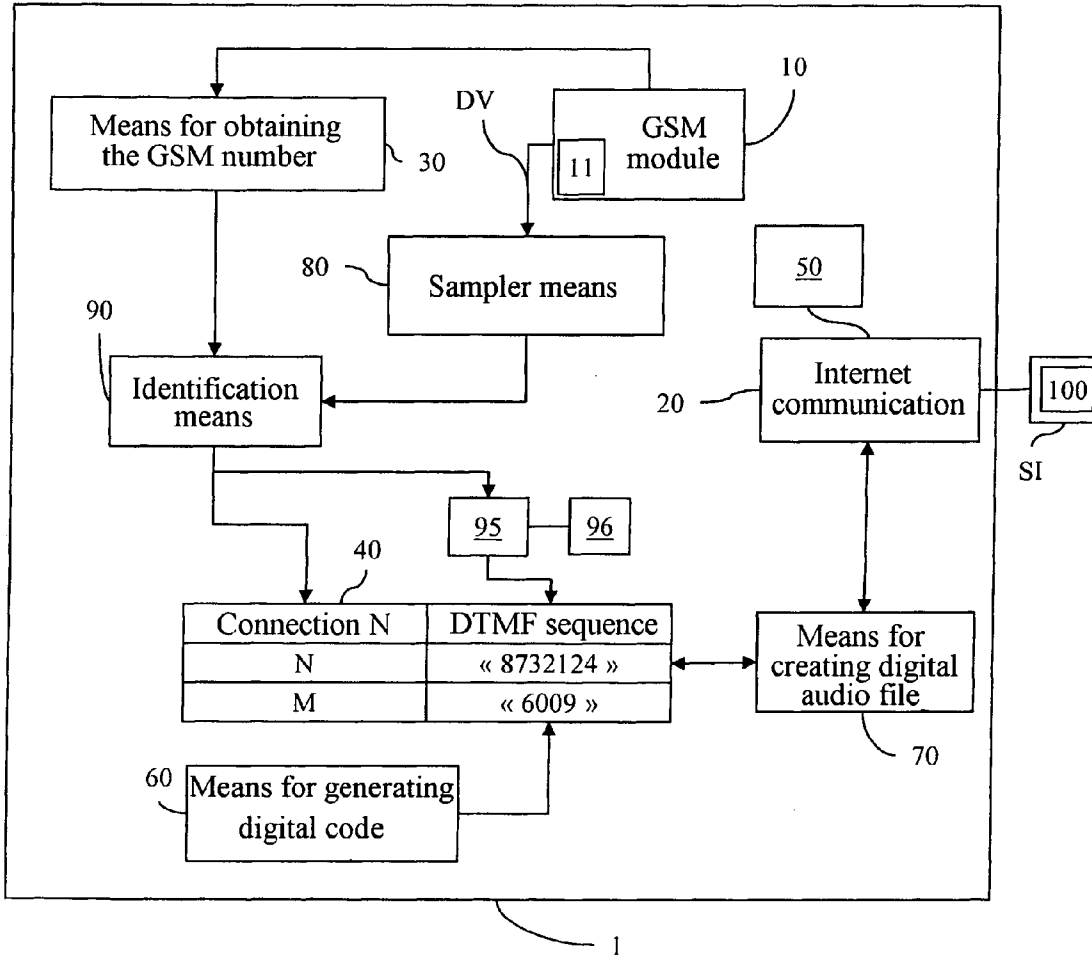 10
DV
Means for obtaining
the GSM number
GSM
module
30
11
80
50
Sampler means
90
Identification
means
Internet
communication
20
100
SI
95
96
40
Connection N
DTMF sequence
N
« 8732124 »
M
« 6009 »
Means for
creating digital
audio file
70
60
Means for generating
digital code
1